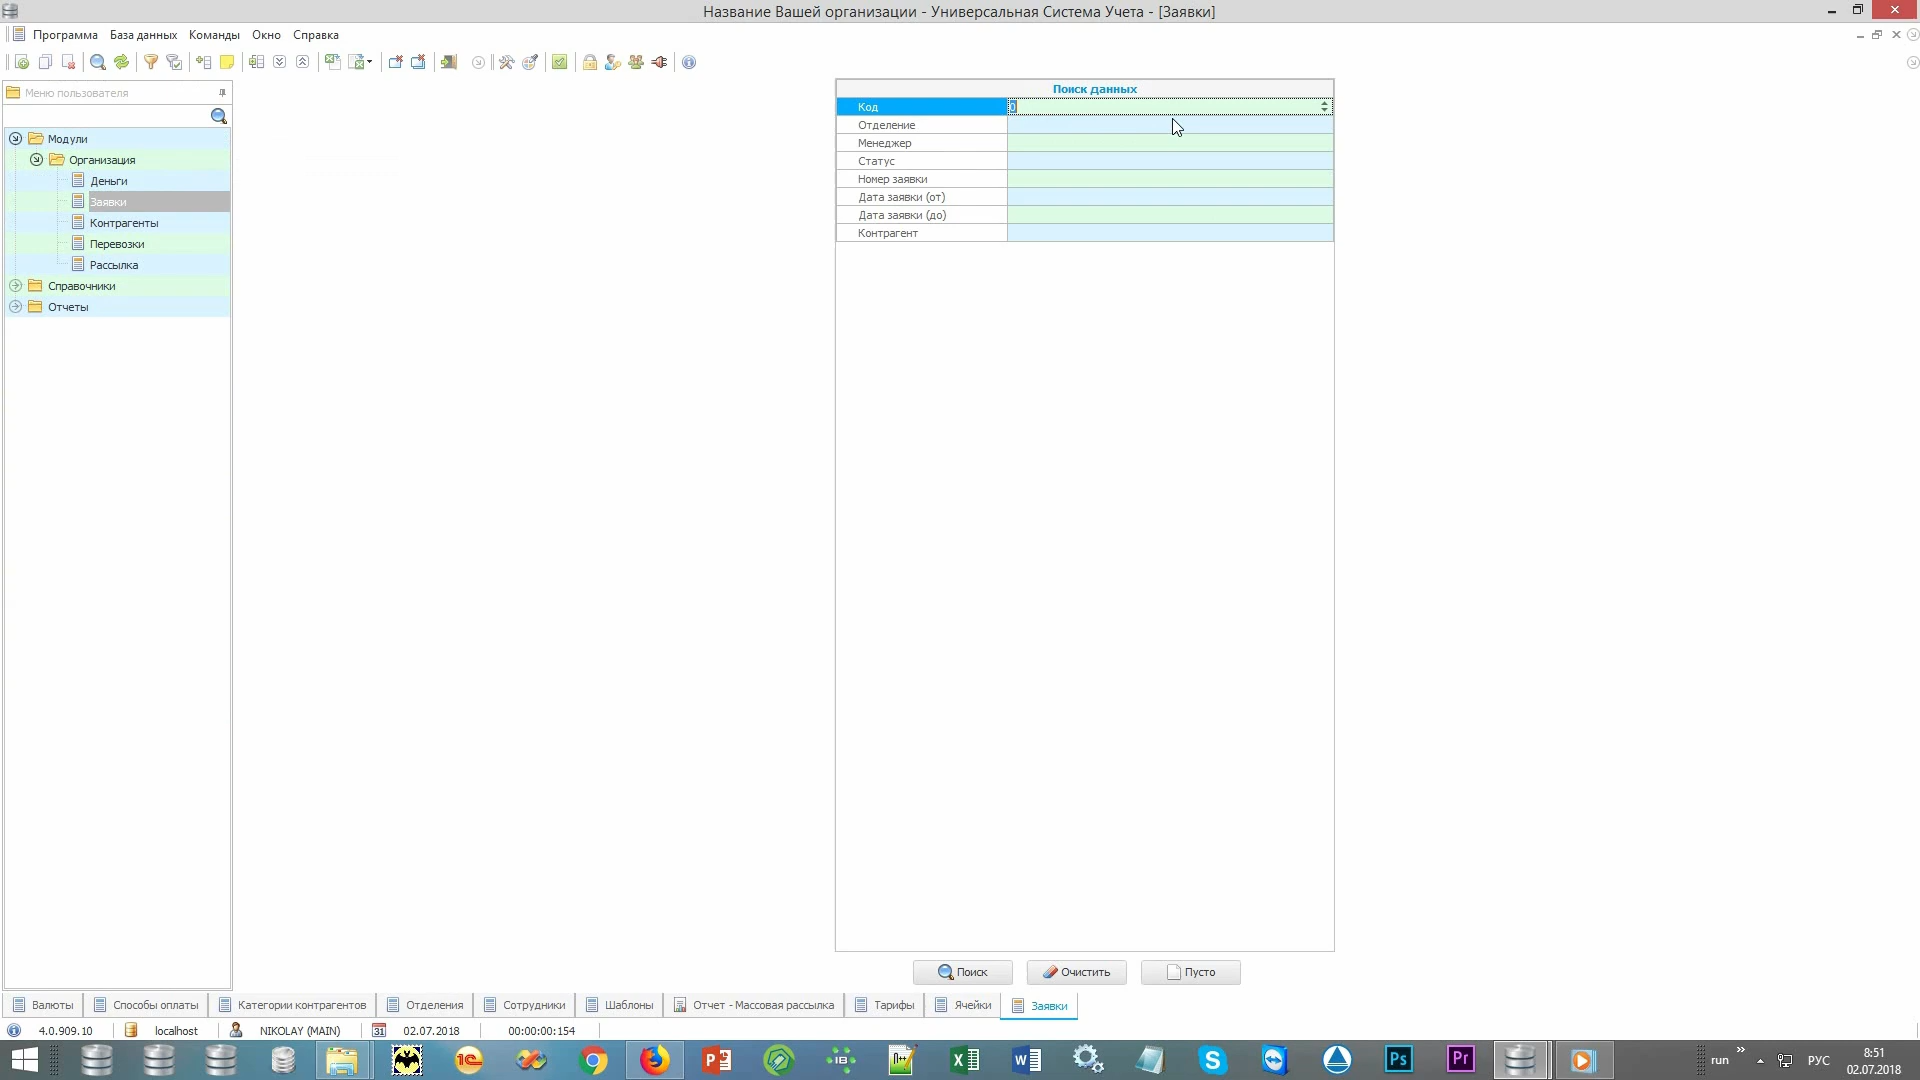 Название Вашей организации - Универсальная Система Учета - [Заявки]
Программа База данных Команды Окно Справка
Меню пользователя
Модули
Организация
Деньги
Заявки
Контрагенты
Перевозки
Рассылка
Справочники
Отчеты
Поиск данных
Код 0
Отделение
Менеджер
Статус
Номер заявки
Дата заявки (от)
Дата заявки (до)
Контрагент
Поиск Очистить Пусто
Валюты Способы оплаты Категории контрагентов Отделения Сотрудники Шаблоны Отчет - Массовая рассылка Тарифы Ячейки Заявки
4.0.909.10 localhost NIKOLAY (MAIN) 31 02.07.2018 00:00:00:154
run РУС 8:51
02.07.2018